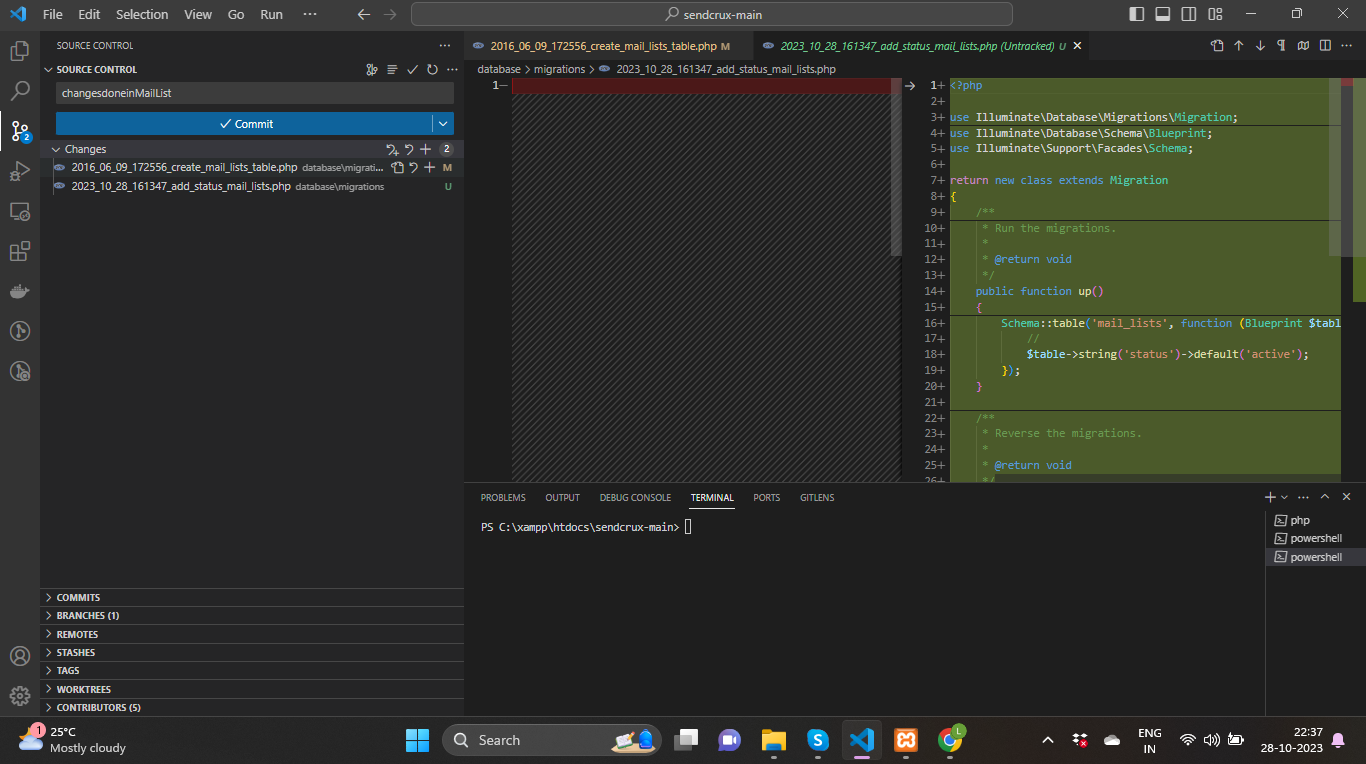 File Edit Selection View Go Run ··· sendcrux-main
SOURCE CONTROL ···
SOURCE CONTROL ···
changesdoneinMailList
Commit
Changes 2
2016_06_09_172556_create_mail_lists_table.php database\migrati... M
2023_10_28_161347_add_status_mail_lists.php database\migrations U
2
COMMITS
BRANCHES (1)
REMOTES
STASHES
TAGS
WORKTREES
CONTRIBUTORS (5)
2016_06_09_172556_create_mail_lists_table.php M 2023_10_28_161347_add_status_mail_lists.php (Untracked) U
database > migrations > 2023_10_28_161347_add_status_mail_lists.php
1−
1+ <?php
2+
3+ use Illuminate\Database\Migrations\Migration;
4+ use Illuminate\Database\Schema\Blueprint;
5+ use Illuminate\Support\Facades\Schema;
6+
7+ return new class extends Migration
8+ {
9+ /**
10+ * Run the migrations.
11+ *
12+ * @return void
13+ */
14+ public function up()
15+ {
16+ Schema::table('mail_lists', function (Blueprint $tabl
17+ //
18+ $table->string('status')->default('active');
19+ });
20+ }
21+
22+ /**
23+ * Reverse the migrations.
24+ *
25+ * @return void
26+ */
PROBLEMS OUTPUT DEBUG CONSOLE TERMINAL PORTS GITLENS
PS C:\xampp\htdocs\sendcrux-main>
php
powershell
powershell
1
25°C
Mostly cloudy
Search
L
ENG
IN
22:37
28-10-2023